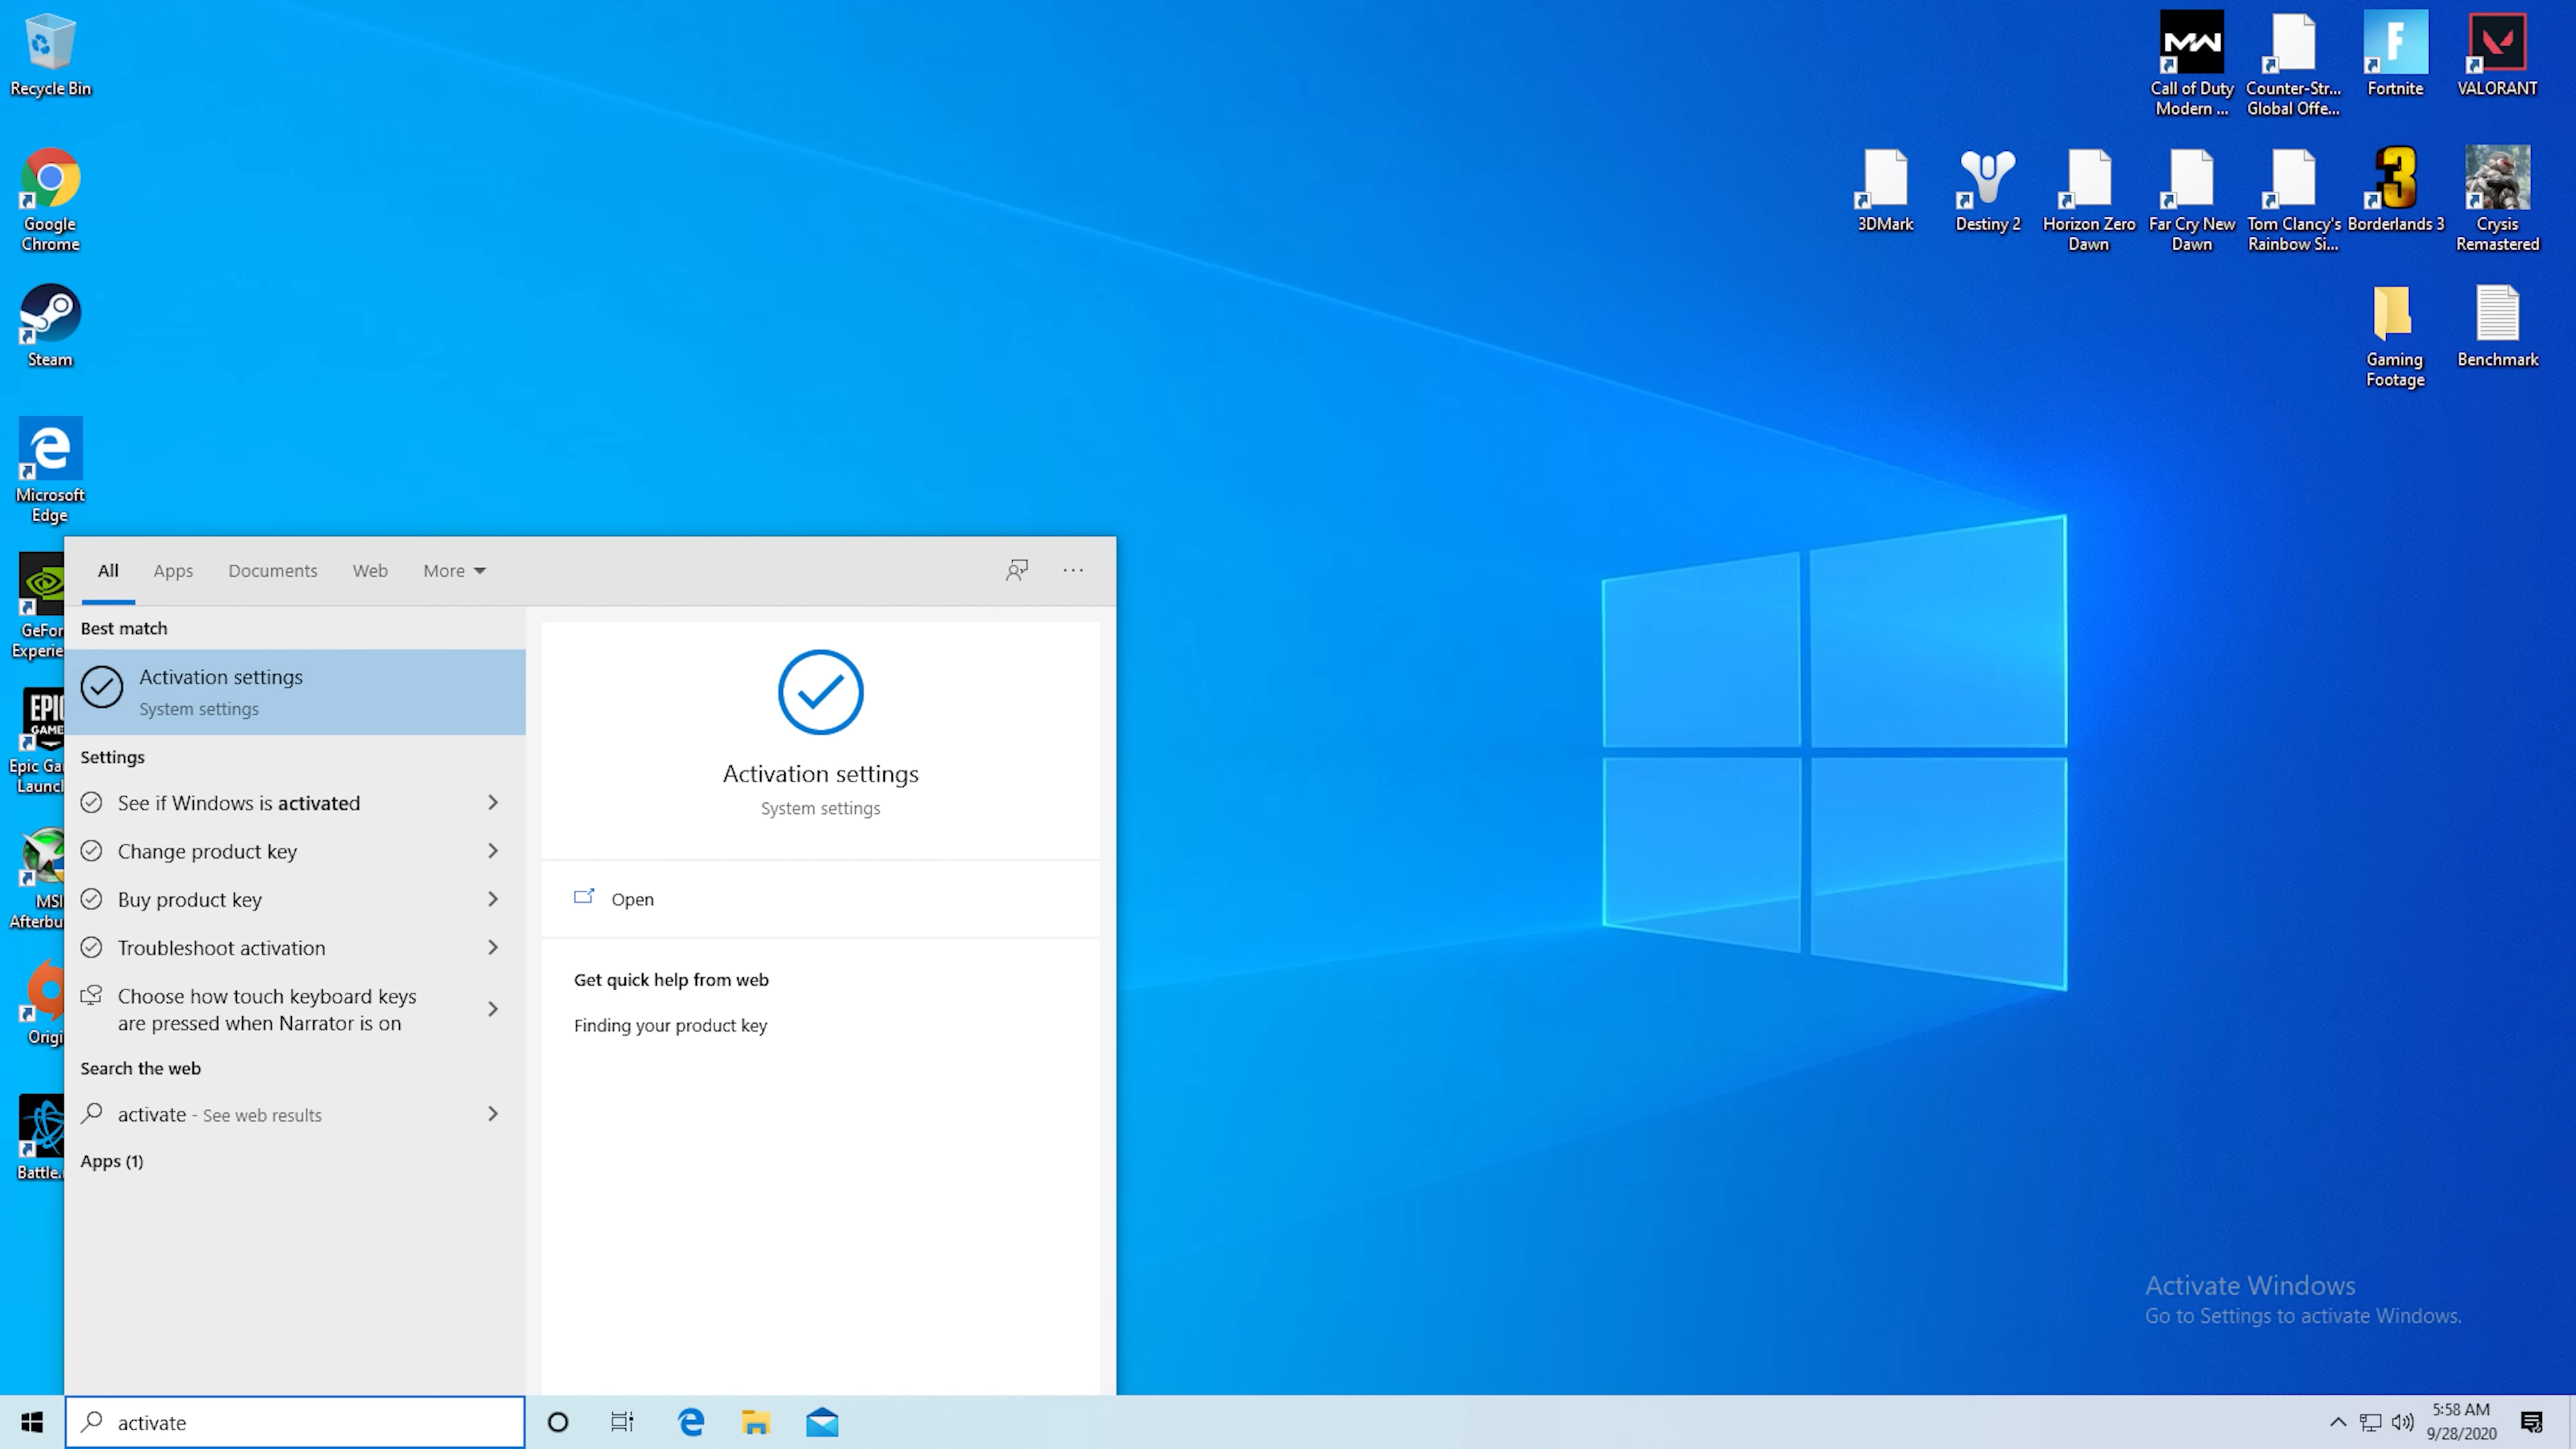 Recycle Bin
Google
Chrome
Steam
Microsoft
Edge
GeFor
Experie
EPIC
GAME
Epic Ga
Launch
MSI
Afterbu
Origi
Battle.
MW
Call of Duty
Modern ...
Counter-Str...
Global Offe...
F
Fortnite
VALORANT
3DMark
Destiny 2
Horizon Zero
Dawn
Far Cry New
Dawn
Tom Clancy's
Rainbow Si...
3
Borderlands 3
Crysis
Remastered
Gaming
Footage
Benchmark
All Apps Documents Web More ...
Best match
Activation settings
System settings
Settings
See if Windows is activated
Change product key
Buy product key
Troubleshoot activation
Choose how touch keyboard keys
are pressed when Narrator is on
Search the web
activate - See web results
Apps (1)
Activation settings
System settings
Open
Get quick help from web
Finding your product key
Activate Windows
Go to Settings to activate Windows.
activate
5:58 AM
9/28/2020